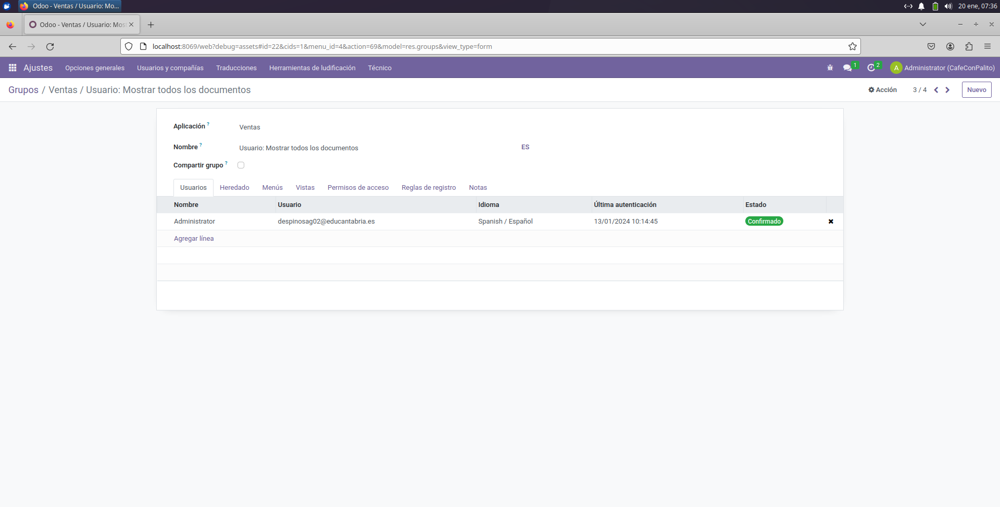 Odoo - Ventas / Usuario: Mo...
20 ene, 07:36
Odoo - Ventas / Usuario: Mos
localhost:8069/web?debug=assets#id=22&cids=1&menu_id=4&action=69&model=res.groups&view_type=form
Ajustes Opciones generales Usuarios y compañías Traducciones Herramientas de ludificación Técnico 1 2 A Administrator (CafeConPalito)
Grupos / Ventas / Usuario: Mostrar todos los documentos Acción 3 / 4 Nuevo
Aplicación ? Ventas
Nombre ? Usuario: Mostrar todos los documentos ES
Compartir grupo ?
Usuarios Heredado Menús Vistas Permisos de acceso Reglas de registro Notas
Nombre Usuario Idioma Última autenticación Estado
Administrator despinosag02@educantabria.es Spanish / Español 13/01/2024 10:14:45 Confirmado
Agregar línea